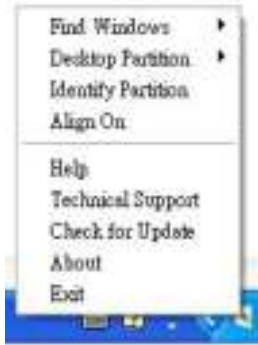 Find Windows
Desktop Partition
Identify Partition
Align On
Help
Technical Support
Check for Update
About
Exit